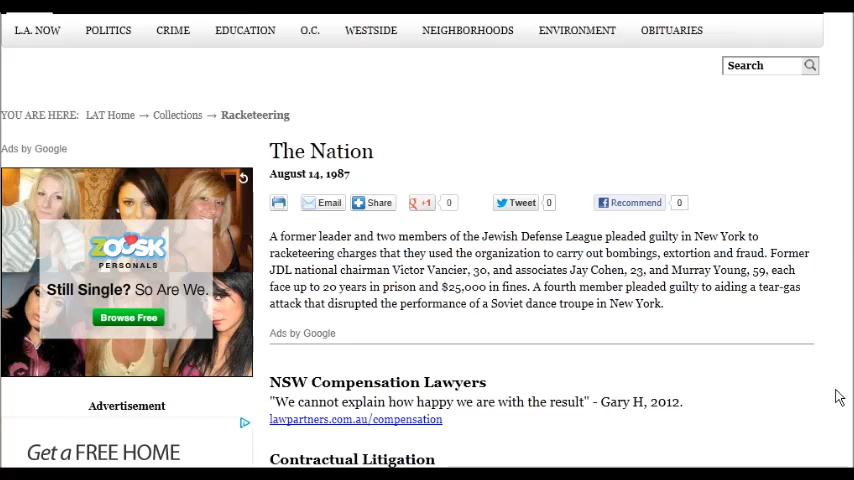 L.A. NOW POLITICS CRIME EDUCATION O.C. WESTSIDE NEIGHBORHOODS ENVIRONMENT OBITUARIES
Search
YOU ARE HERE: LAT Home → Collections → Racketeering
Ads by Google
The Nation
August 14, 1987
Email Share +1 0 Tweet 0 Recommend 0
A former leader and two members of the Jewish Defense League pleaded guilty in New York to
racketeering charges that they used the organization to carry out bombings, extortion and fraud. Former
JDL national chairman Victor Vancier, 30, and associates Jay Cohen, 23, and Murray Young, 59, each
face up to 20 years in prison and $25,000 in fines. A fourth member pleaded guilty to aiding a tear-gas
attack that disrupted the performance of a Soviet dance troupe in New York.
Ads by Google
NSW Compensation Lawyers
"We cannot explain how happy we are with the result" - Gary H, 2012.
lawpartners.com.au/compensation
Contractual Litigation
ZOOSK
PERSONALS
Still Single? So Are We.
Browse Free
Advertisement
Get a FREE HOME